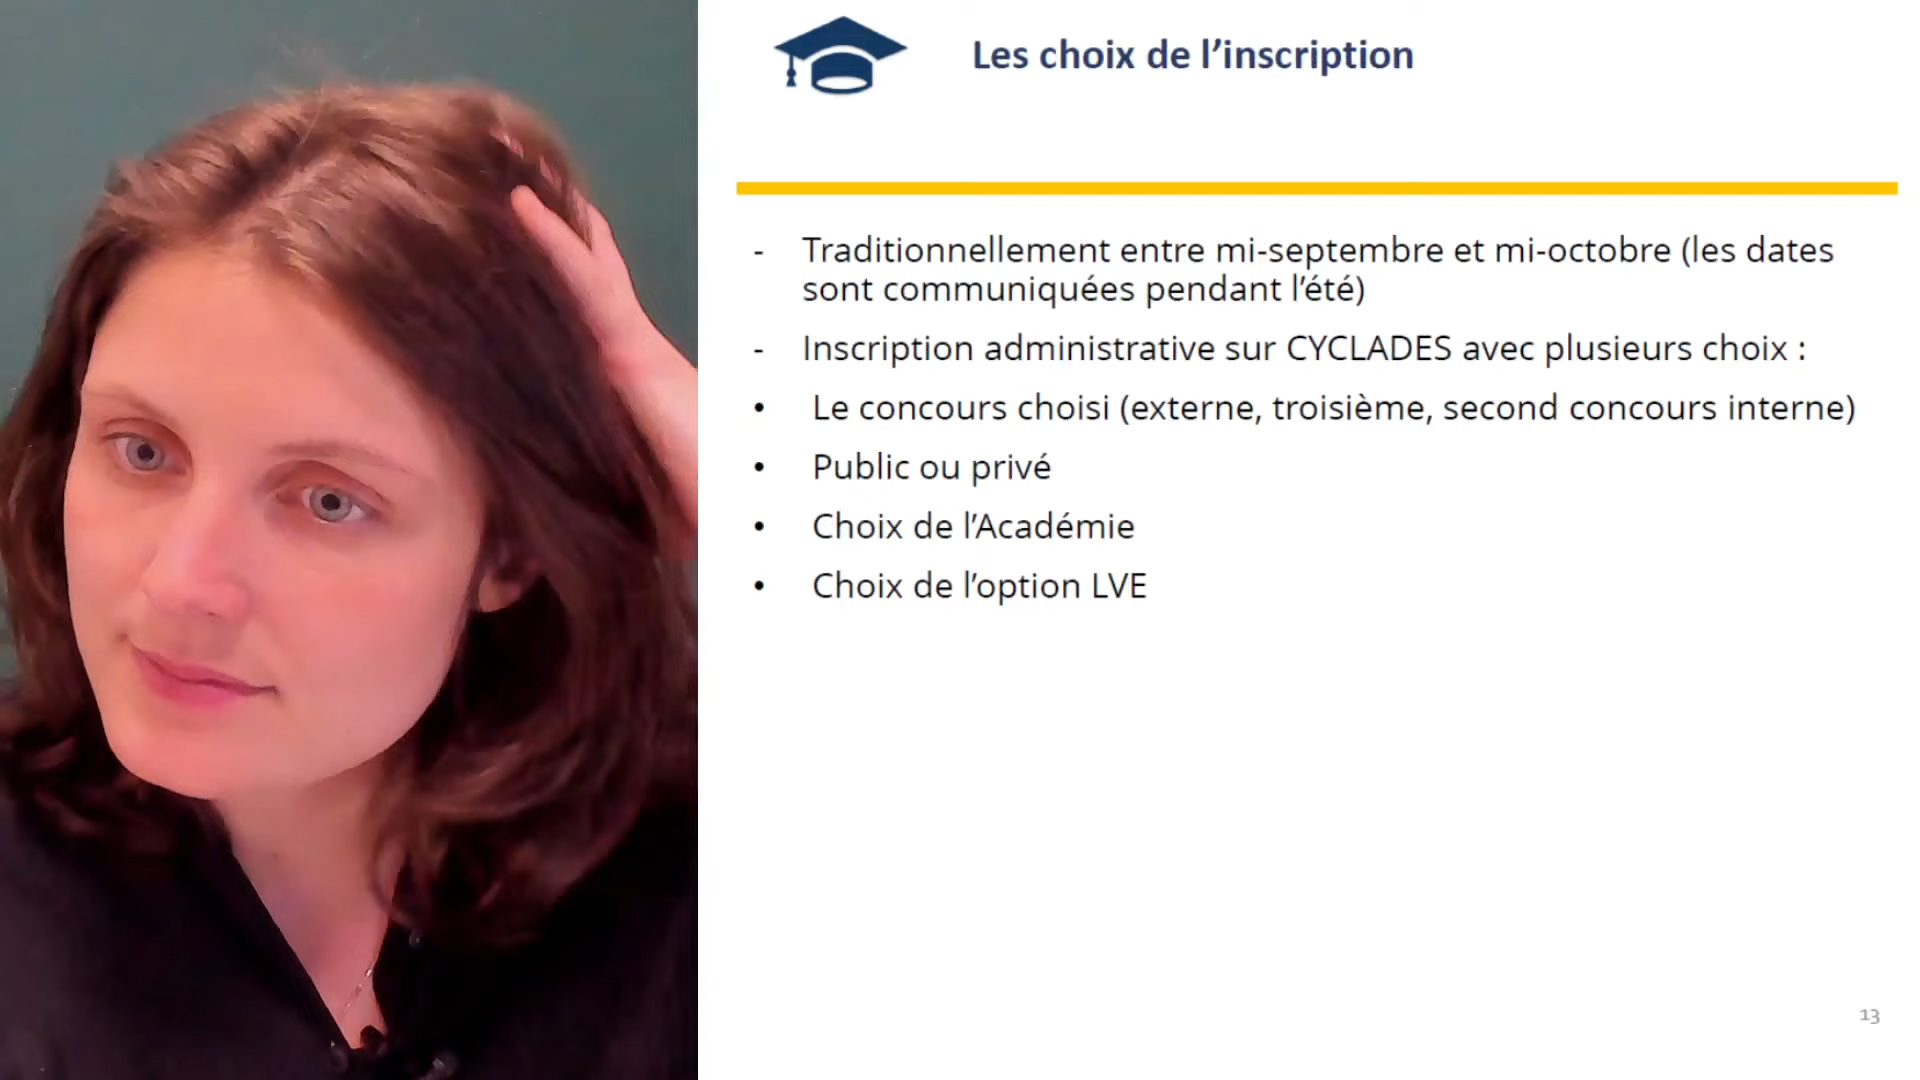 Les choix de l’inscription
- Traditionnellement entre mi-septembre et mi-octobre (les dates
sont communiquées pendant l’été)
- Inscription administrative sur CYCLADES avec plusieurs choix :
• Le concours choisi (externe, troisième, second concours interne)
• Public ou privé
• Choix de l’Académie
• Choix de l’option LVE
13